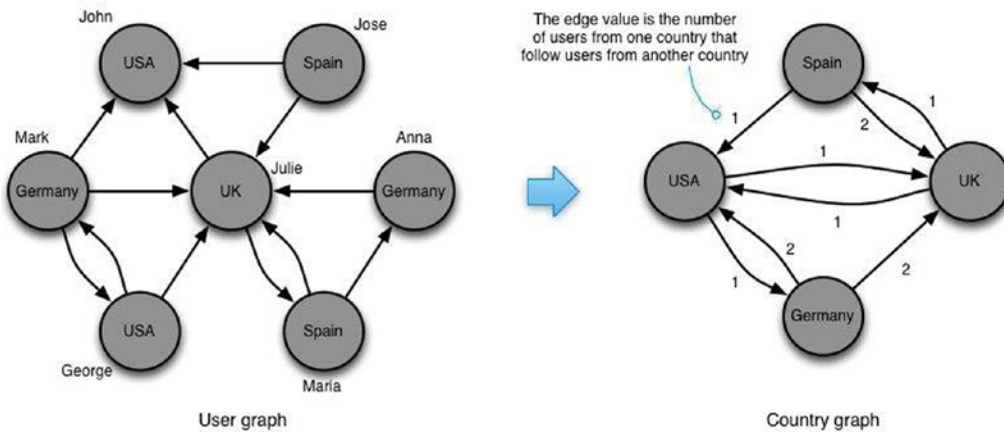 John
Jose
USA
Spain
Mark
Anna
Germany
UK
Julie
Germany
USA
Spain
George
Maria
User graph
The edge value is the number
of users from one country that
follow users from another country
Spain
1
2
1
USA
1
UK
1
2
1
2
Germany
Country graph